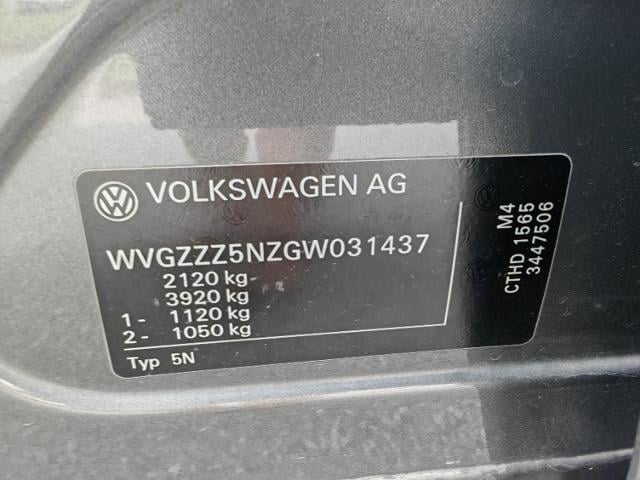 VOLKSWAGEN AG
WVGZZZ5NZGW031437
2120 kg
3920 kg
1- 1120 kg
2- 1050 kg
Typ 5N
M4
CTHD 1565
3447506